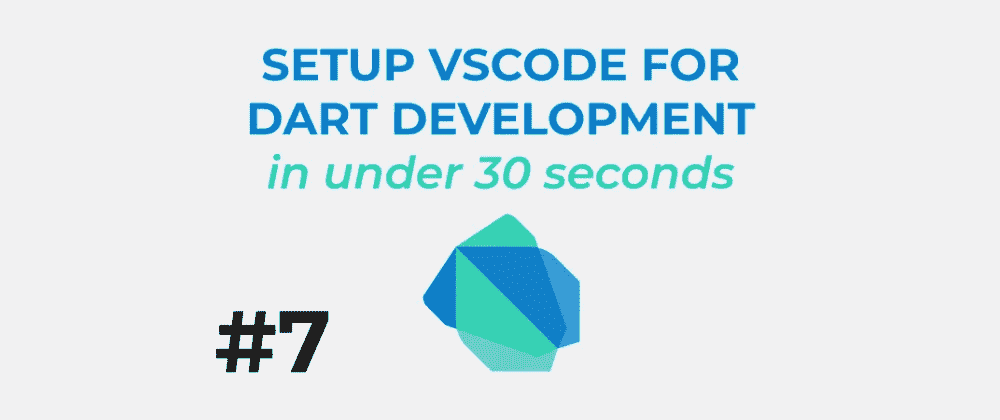 SETUP VSCODE FOR
DART DEVELOPMENT
in under 30 seconds
#7